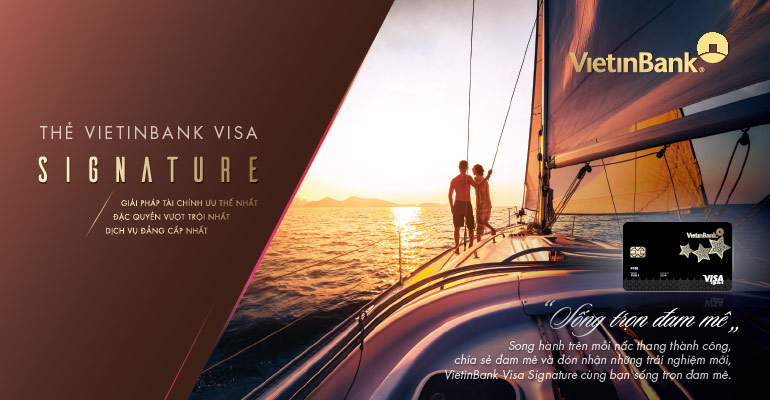 THẺ VIETINBANK VISA
SIGNATURE
GIẢI PHÁP TÀI CHÍNH ƯU THẾ NHẤT
ĐẶC QUYỀN VƯỢT TRỘI NHẤT
DỊCH VỤ ĐẲNG CẤP NHẤT
VIETINBANK®
VIETINBANK
VISA
“Sống trọn đam mê„
Song hành trên mỗi nấc thang thành công,
chia sẻ đam mê và đón nhận những trải nghiệm mới,
VietinBank Visa Signature cùng bạn sống trọn đam mê.